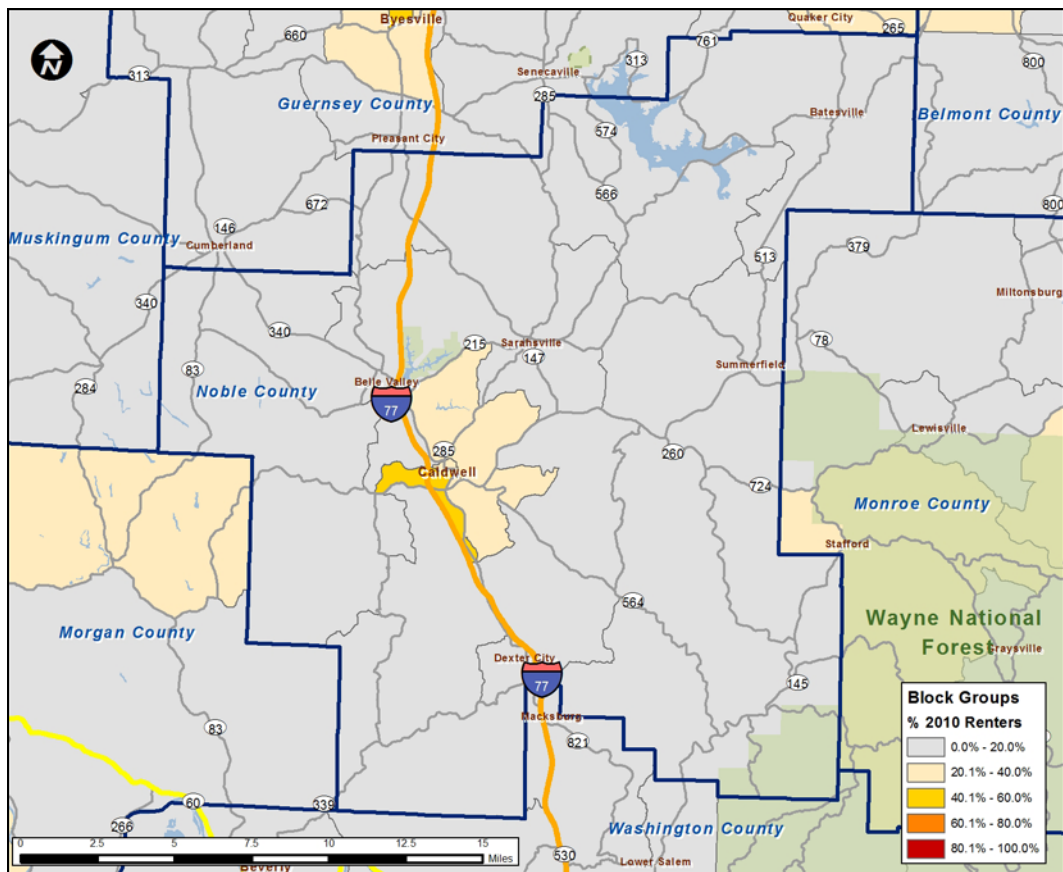 Byesville
Quaker City
265
660
761
313
800
N
313
Senecaville
285
Guernsey County
Batesville
Belmont County
574
Pleasant City
566
672
800
146
Muskingum County
Cumberland
379
513
Miltonsburg
340
340
215
Sarahsville
78
147
83
Summerfield
284
Noble County
Belle Valley
77
Lewisville
285
260
Caldwell
724
Monroe County
Stafford
564
Wayne National
Forest
Morgan County
Graysville
Dexter City
77
145
Block Groups
% 2010 Renters
0.0% - 20.0%
20.1% - 40.0%
40.1% - 60.0%
60.1% - 80.0%
80.1% - 100.0%
Macksburg
83
821
60
339
266
Washington County
0 2.5 5 7.5 10 12.5 15
Miles
530
Lower Salem
Beverly